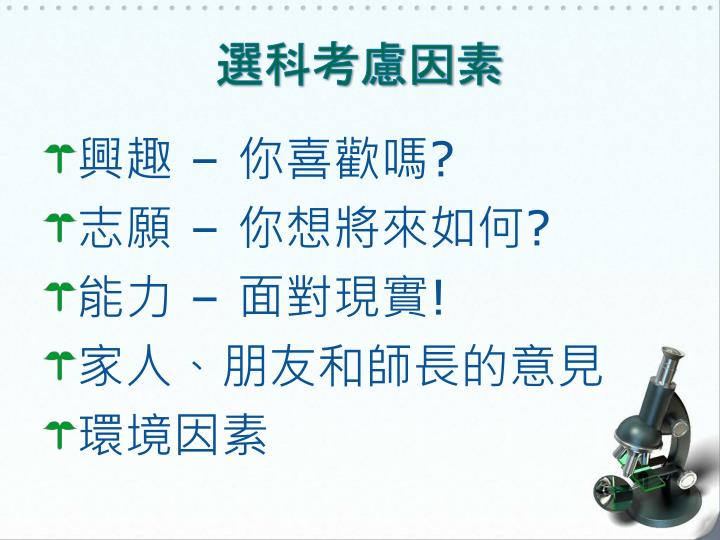 選科考慮因素
興趣 – 你喜歡嗎?
志願 – 你想將來如何?
能力 – 面對現實!
家人、朋友和師長的意見
環境因素